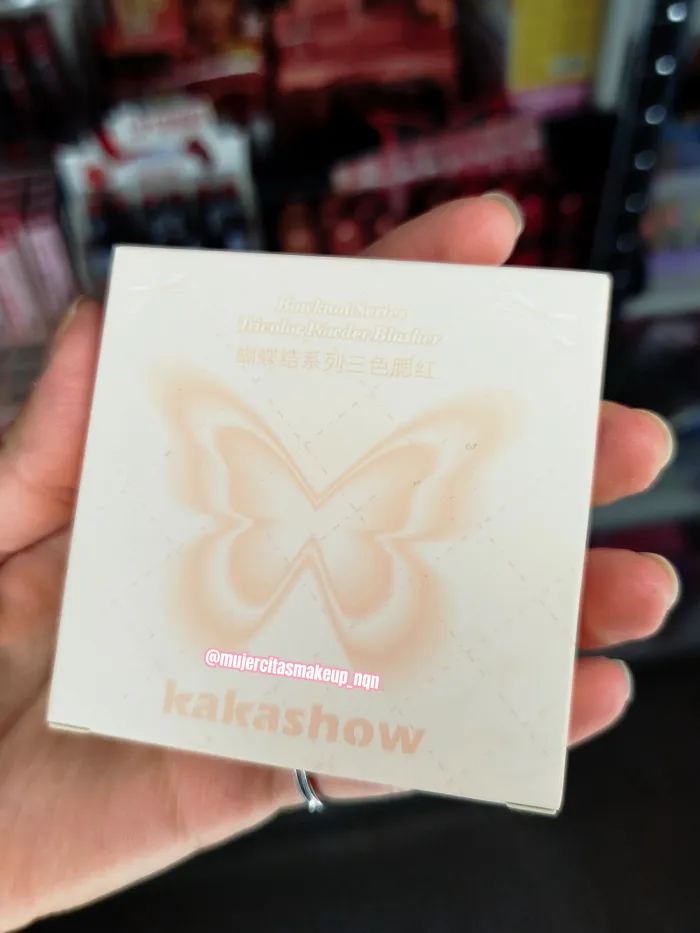 Bowknot Series
Tricolor Powder Blusher
蝴蝶结系列三色腮红
@mujercitasmakeup_nqn
kakashow